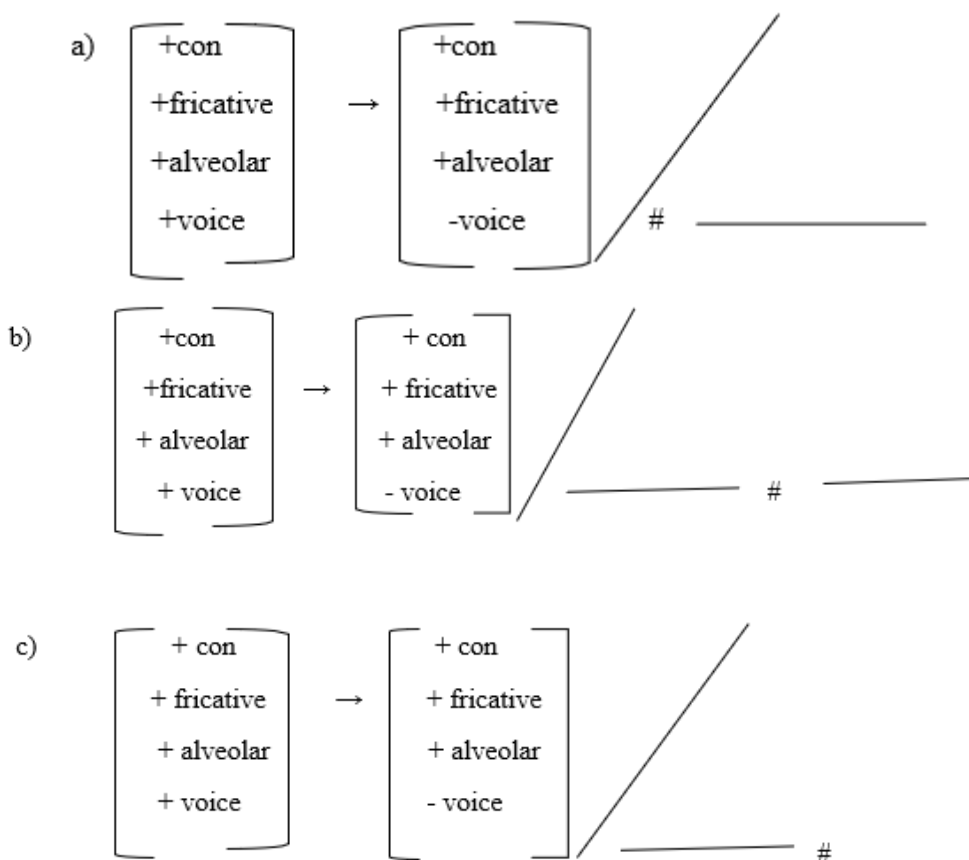 a) +con +con
+fricative → +fricative
+alveolar +alveolar
+voice -voice # ___
b) +con + con
+fricative → + fricative
+ alveolar + alveolar
+ voice - voice ___ # ___
c) + con + con
+ fricative → + fricative
+ alveolar + alveolar
+ voice - voice
___ #